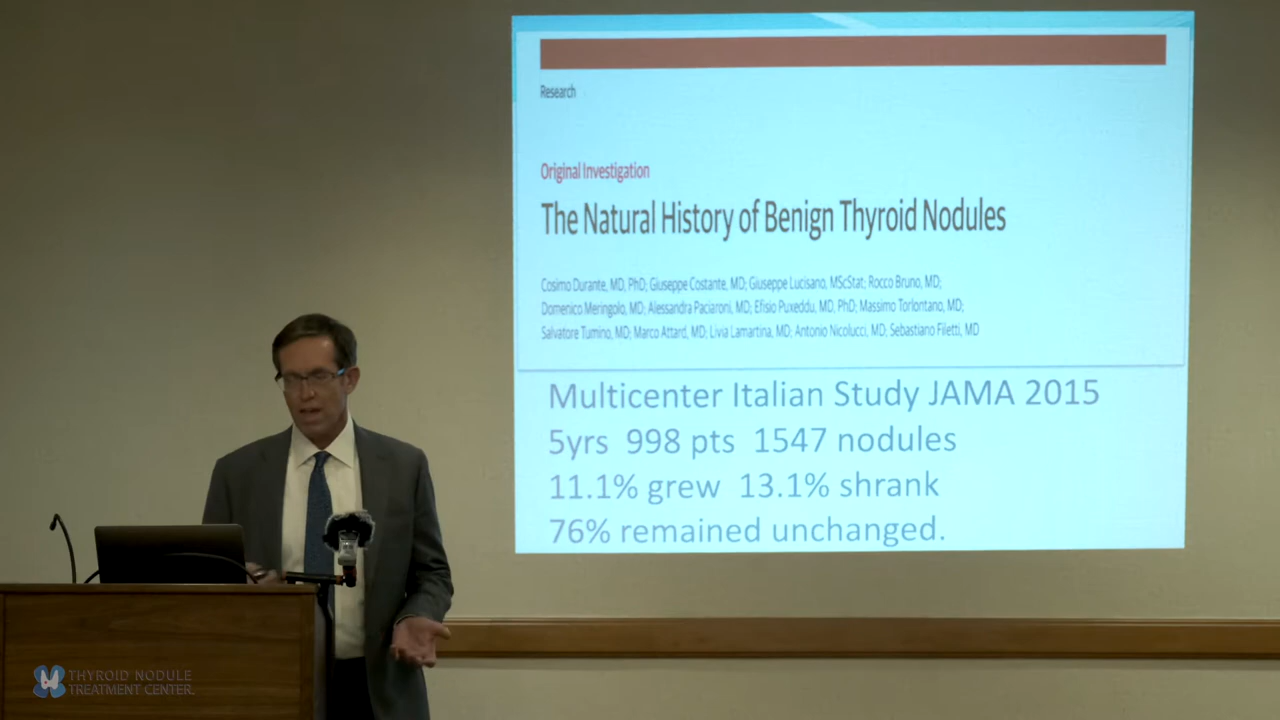 Research
Original Investigation
The Natural History of Benign Thyroid Nodules
Cosimo Durante, MD, PhD; Giuseppe Costante, MD; Giuseppe Lucisano, MScStat; Rocco Bruno, MD;
Domenico Meringolo, MD; Alessandra Paciaroni, MD; Efisio Puxeddu, MD, PhD; Massimo Torlontano, MD;
Salvatore Tumino, MD; Marco Attard, MD; Livia Lamartina, MD; Antonio Nicolucci, MD; Sebastiano Filetti, MD
Multicenter Italian Study JAMA 2015
5yrs 998 pts 1547 nodules
11.1% grew 13.1% shrank
76% remained unchanged.
THYROID NODULE
TREATMENT CENTER